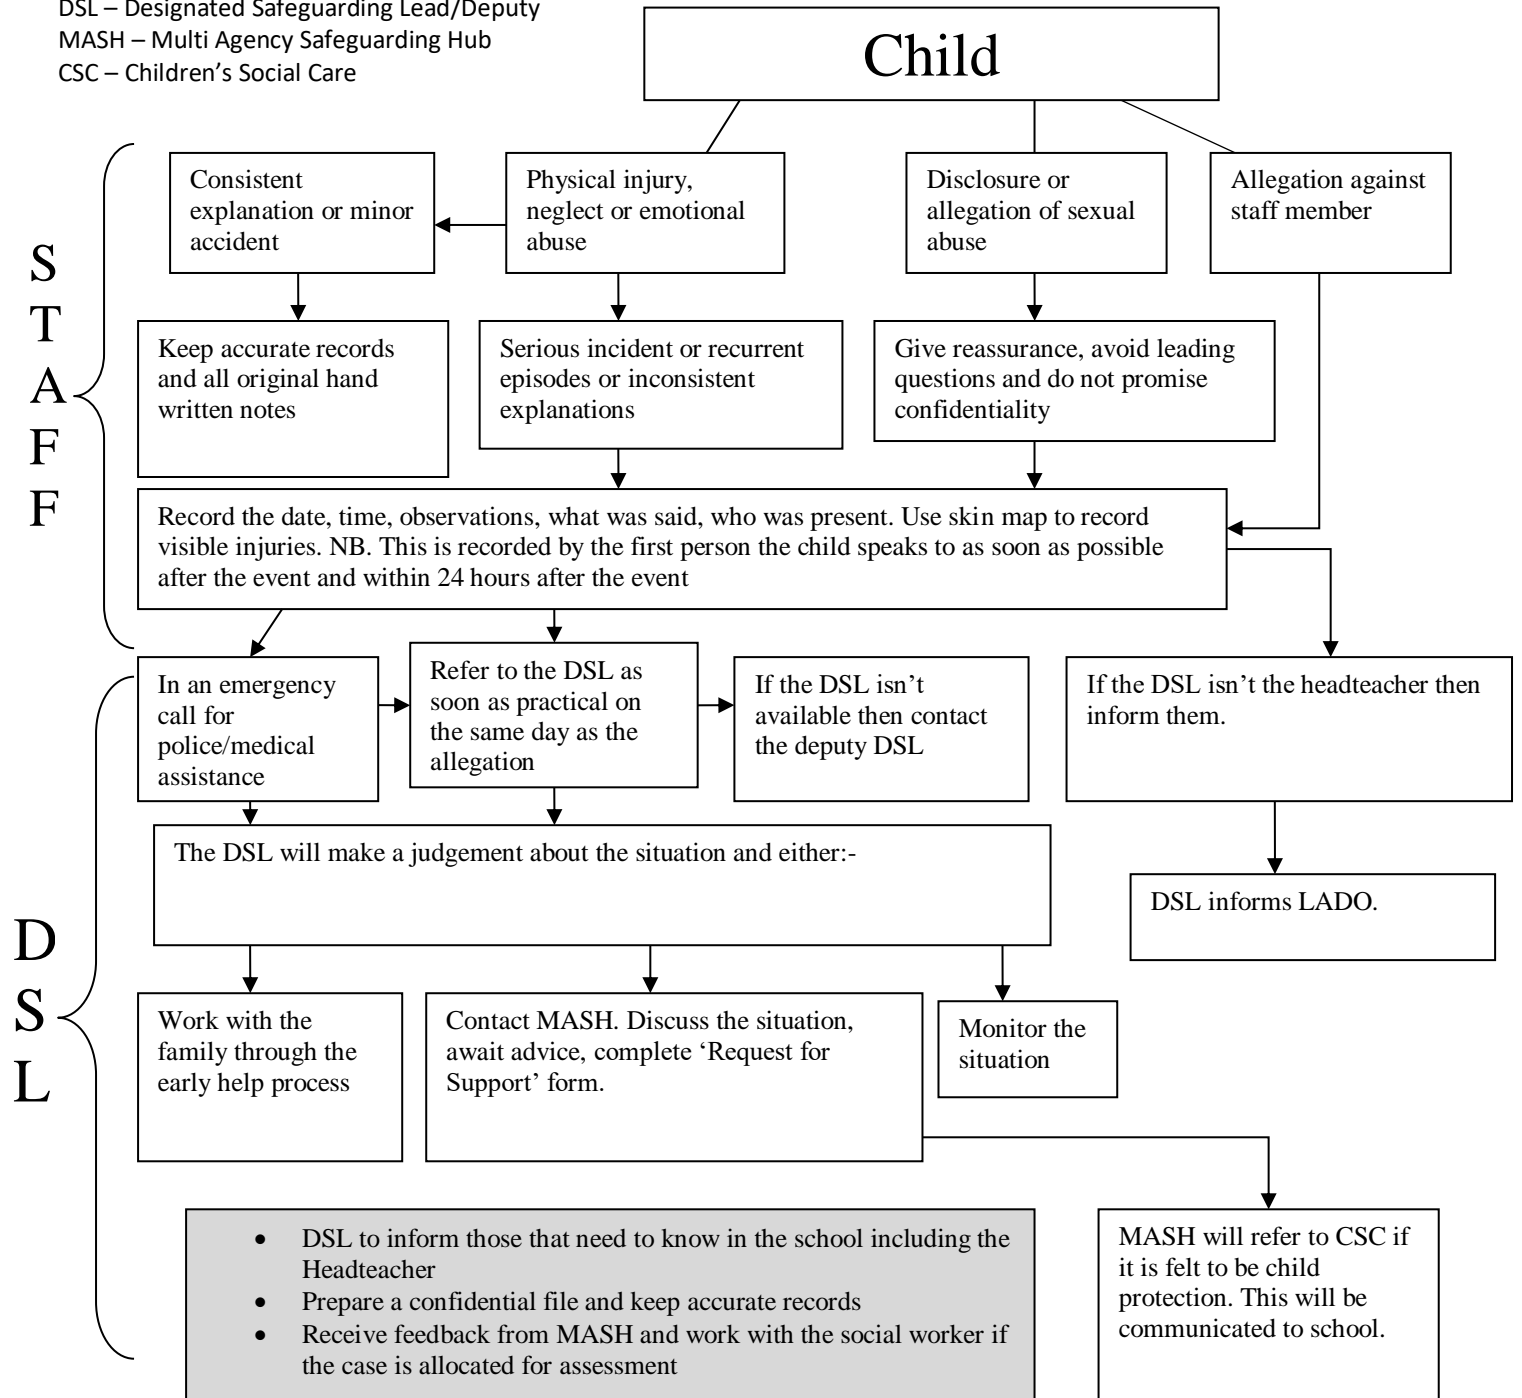 DSL – Designated Safeguarding Lead/Deputy
MASH – Multi Agency Safeguarding Hub
CSC – Children's Social Care
Child
S
T
A
F
F
Consistent
explanation or minor
accident
Physical injury,
neglect or emotional
abuse
Disclosure or
allegation of sexual
abuse
Allegation against
staff member
Keep accurate records
and all original hand
written notes
Serious incident or recurrent
episodes or inconsistent
explanations
Give reassurance, avoid leading
questions and do not promise
confidentiality
Record the date, time, observations, what was said, who was present. Use skin map to record
visible injuries. NB. This is recorded by the first person the child speaks to as soon as possible
after the event and within 24 hours after the event
D
S
L
In an emergency
call for
police/medical
assistance
Refer to the DSL as
soon as practical on
the same day as the
allegation
If the DSL isn't
available then contact
the deputy DSL
If the DSL isn't the headteacher then
inform them.
The DSL will make a judgement about the situation and either:-
DSL informs LADO.
Work with the
family through the
early help process
Contact MASH. Discuss the situation,
await advice, complete 'Request for
Support' form.
Monitor the
situation
• DSL to inform those that need to know in the school including the
Headteacher
• Prepare a confidential file and keep accurate records
• Receive feedback from MASH and work with the social worker if
the case is allocated for assessment
MASH will refer to CSC if
it is felt to be child
protection. This will be
communicated to school.